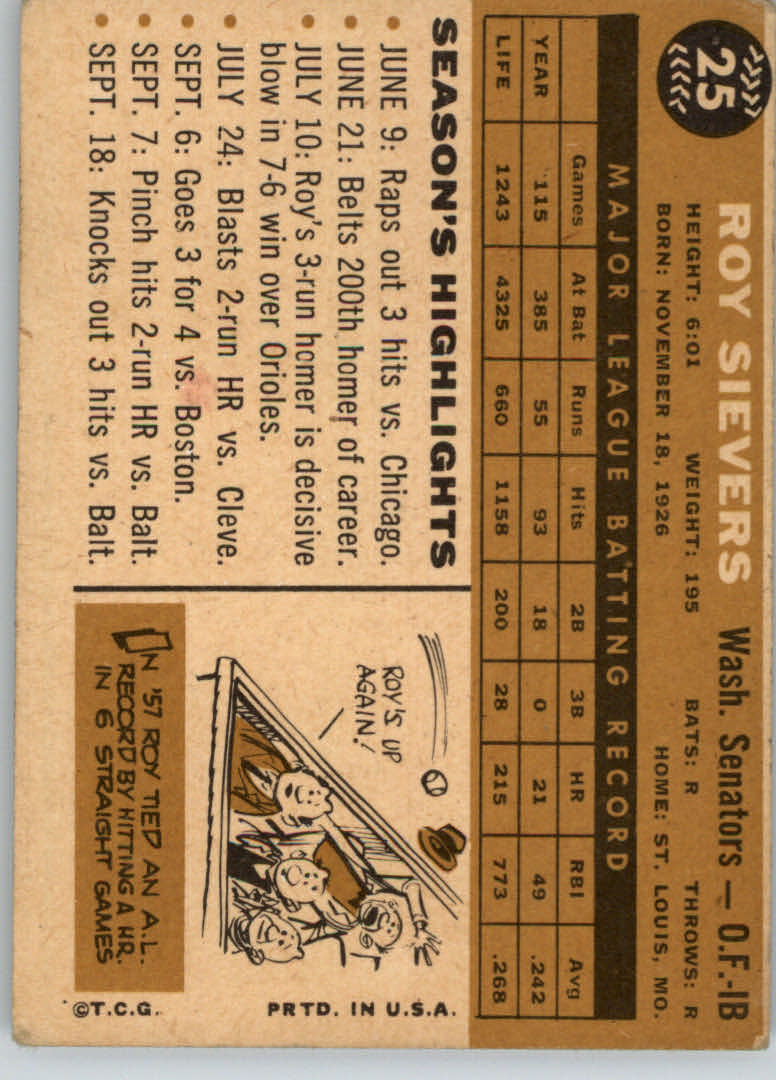 25
ROY SIEVERS Wash. Senators — O.F.-1B
HEIGHT: 6:01 WEIGHT: 195 BATS: R THROWS: R
BORN: NOVEMBER 18, 1926 HOME: ST. LOUIS, MO.
MAJOR LEAGUE BATTING RECORD
Games At Bat Runs Hits 2B 3B HR RBI Avg
YEAR 115 385 55 93 18 0 21 49 .242
LIFE 1243 4325 660 1158 200 28 215 773 .268
SEASON'S HIGHLIGHTS
• JUNE 9: Raps out 3 hits vs. Chicago.
• JUNE 21: Belts 200th homer of career.
• JULY 10: Roy's 3-run homer is decisive
blow in 7-6 win over Orioles.
• JULY 24: Blasts 2-run HR vs. Cleve.
• SEPT. 6: Goes 3 for 4 vs. Boston.
• SEPT. 7: Pinch hits 2-run HR vs. Balt.
• SEPT. 18: Knocks out 3 hits vs. Balt.
ROY'S UP
AGAIN!
IN '57 ROY TIED AN A.L.
RECORD BY HITTING A HR.
IN 6 STRAIGHT GAMES
©T.C.G. PRTD. IN U.S.A.